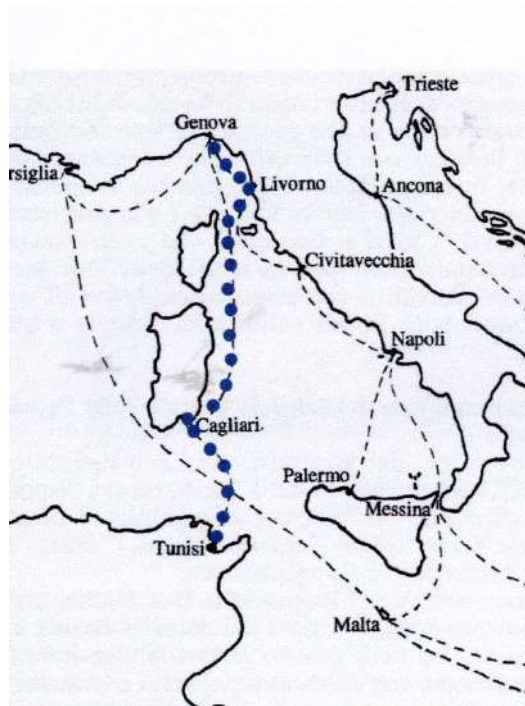 Trieste
Genova
rsiglia
Livorno
Ancona
Civitavecchia
Napoli
Cagliari.
Palermo
Messina
Tunisi
Malta